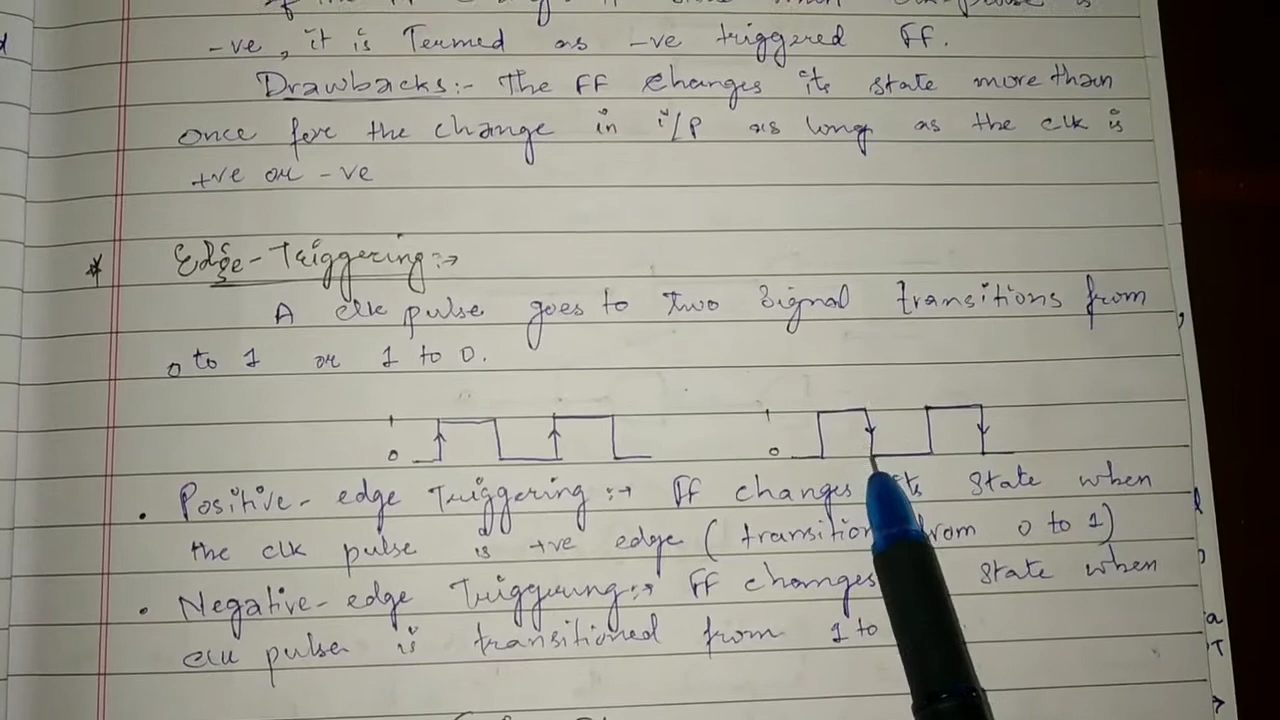 -ve, it is Termed as -ve triggered FF.
Drawbacks:- The FF changes its state more than
once for the change in i/P as long as the clk is
+ve or -ve
* Edge-Triggering:→
A clk pulse goes to two signal transitions from
0 to 1 or 1 to 0.
0 0
• Positive-edge Triggering:→ FF changes its state when
the clk pulse is +ve edge (transition from 0 to 1)
• Negative-edge Triggering:→ FF changes state when
clk pulse is transitioned from 1 to